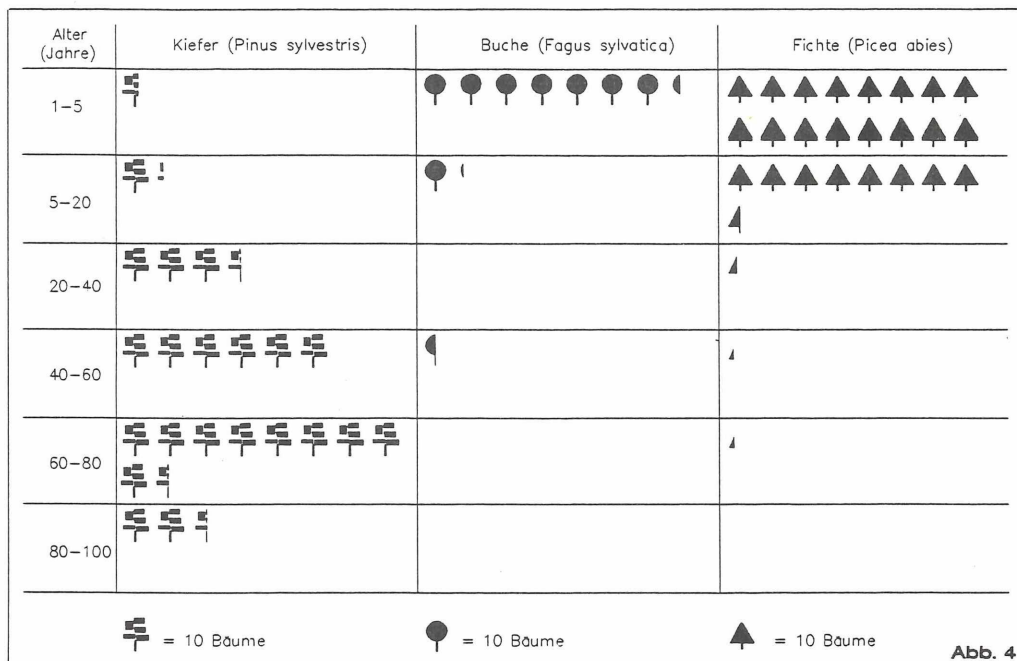 Alter
(Jahre)
Kiefer (Pinus sylvestris)
Buche (Fagus sylvatica)
Fichte (Picea abies)
1-5
5-20
20-40
40-60
60-80
80-100
= 10 Bäume
= 10 Bäume
= 10 Bäume
Abb. 4